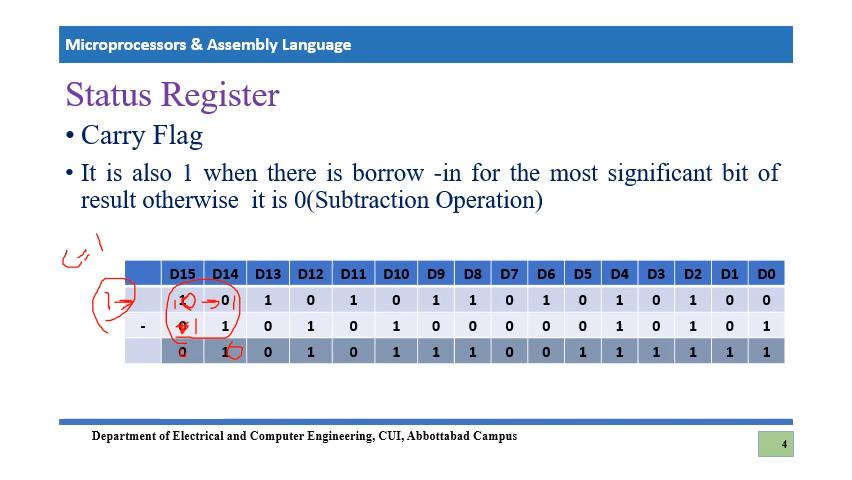 Microprocessors & Assembly Language
Status Register
• Carry Flag
• It is also 1 when there is borrow -in for the most significant bit of
result otherwise it is 0(Subtraction Operation)
C=1
D15 D14 D13 D12 D11 D10 D9 D8 D7 D6 D5 D4 D3 D2 D1 D0
1 0 1 0 1 0 1 1 0 1 0 1 0 1 0 0
- 0 1 0 1 0 1 0 0 0 0 0 1 0 1 0 1
0 1 0 1 0 1 1 1 0 0 1 1 1 1 1 1
Department of Electrical and Computer Engineering, CUI, Abbottabad Campus
4